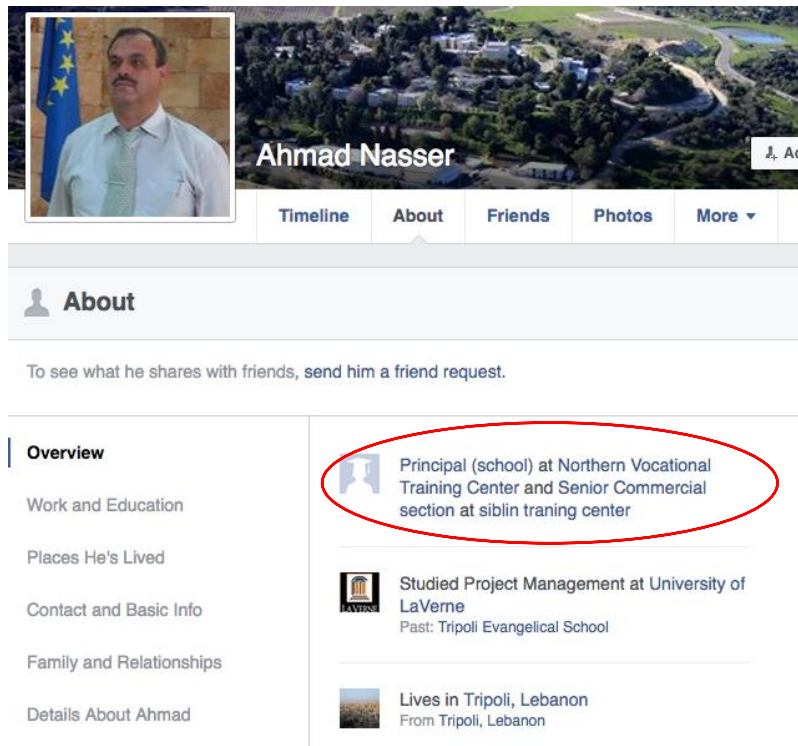 Ahmad Nasser
Timeline
About
Friends
Photos
More
About
To see what he shares with friends, send him a friend request.
Overview
Work and Education
Places He's Lived
Contact and Basic Info
Family and Relationships
Details About Ahmad
Principal (school) at Northern Vocational
Training Center and Senior Commercial
section at siblin traning center
LA VERNE
Studied Project Management at University of
LaVerne
Past: Tripoli Evangelical School
Lives in Tripoli, Lebanon
From Tripoli, Lebanon